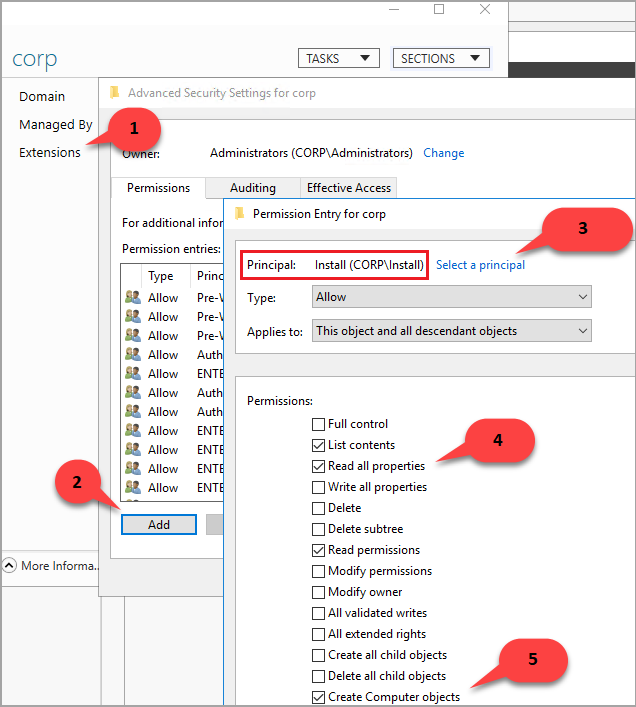 corp
TASKS
SECTIONS
Domain
Managed By
Extensions
1
Advanced Security Settings for corp
Owner: Administrators (CORP\Administrators) Change
Permissions Auditing Effective Access
For additional infor
Permission entries:
Type Princ
Allow Pre-V
Allow Pre-V
Allow Pre-V
Allow Auth
Allow ENTE
Allow Auth
Allow Auth
Allow ENTE
Allow ENTE
Allow ENTE
Allow ENTE
2
Add
More Informa...
Permission Entry for corp
3
Principal: Install (CORP\Install) Select a principal
Type: Allow
Applies to: This object and all descendant objects
Permissions:
Full control
List contents
4
Read all properties
Write all properties
Delete
Delete subtree
Read permissions
Modify permissions
Modify owner
All validated writes
All extended rights
Create all child objects
5
Delete all child objects
Create Computer objects